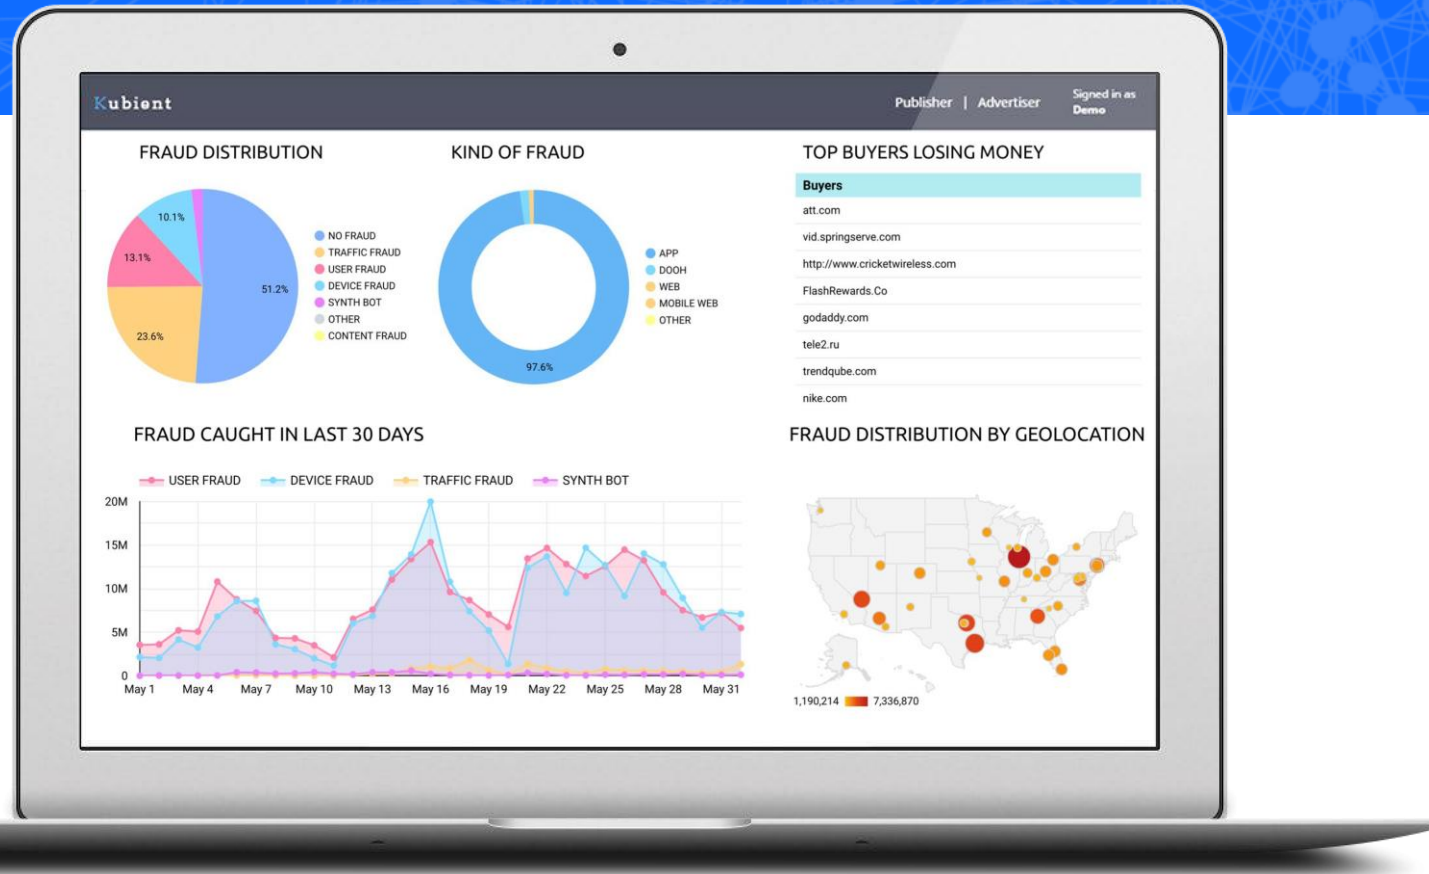 Kubient
Publisher | Advertiser
Signed in as
Demo
FRAUD DISTRIBUTION
10.1%
13.1%
51.2%
23.6%
NO FRAUD
TRAFFIC FRAUD
USER FRAUD
DEVICE FRAUD
SYNTH BOT
OTHER
CONTENT FRAUD
KIND OF FRAUD
97.6%
APP
DOOH
WEB
MOBILE WEB
OTHER
TOP BUYERS LOSING MONEY
Buyers
att.com
vid.springserve.com
http://www.cricketwireless.com
FlashRewards.Co
godaddy.com
tele2.ru
trendqube.com
nike.com
FRAUD CAUGHT IN LAST 30 DAYS
USER FRAUD DEVICE FRAUD TRAFFIC FRAUD SYNTH BOT
20M
15M
10M
5M
0
May 1 May 4 May 7 May 10 May 13 May 16 May 19 May 22 May 25 May 28 May 31
FRAUD DISTRIBUTION BY GEOLOCATION
1,190,214 7,336,870